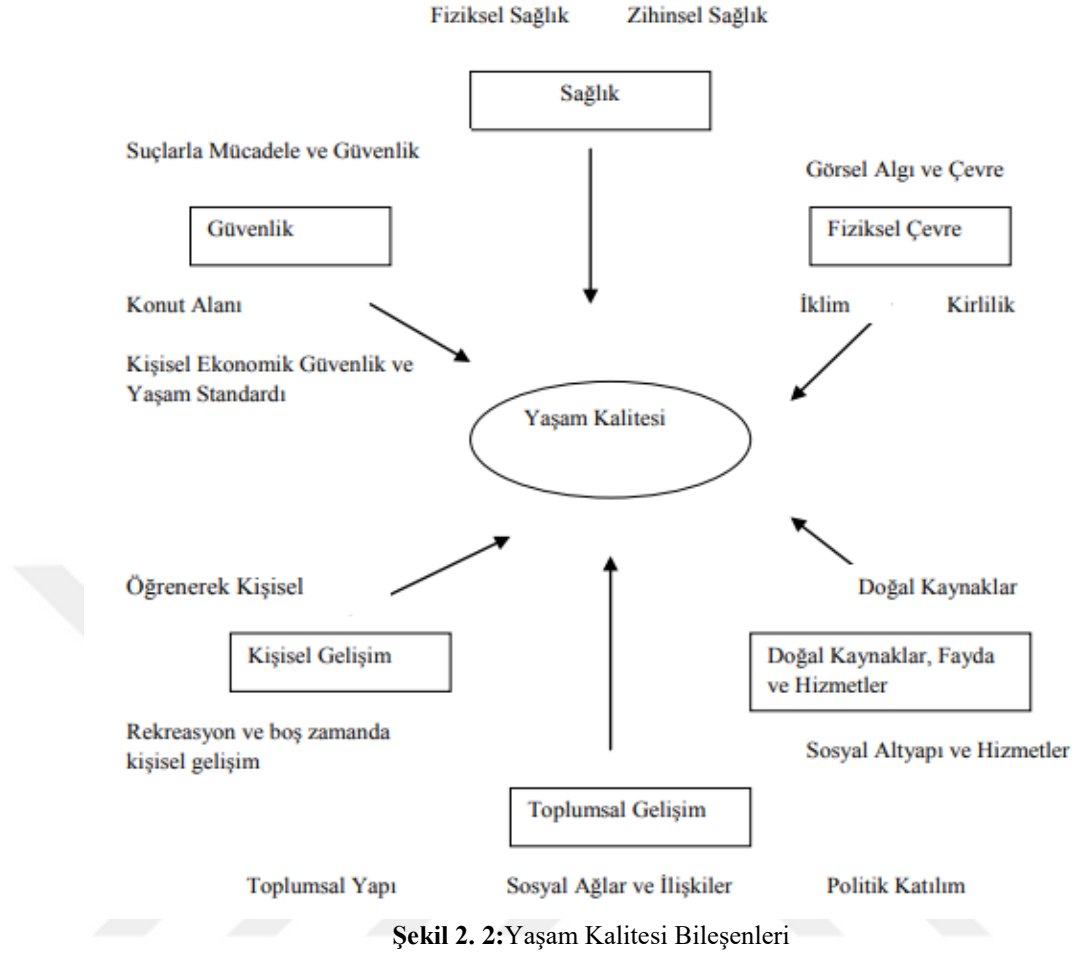 Fiziksel Sağlık Zihinsel Sağlık
Sağlık
Suçlarla Mücadele ve Güvenlik
Görsel Algı ve Çevre
Güvenlik
Fiziksel Çevre
Konut Alanı
İklim Kirlilik
Kişisel Ekonomik Güvenlik ve
Yaşam Standardı
Yaşam Kalitesi
Öğrenerek Kişisel
Doğal Kaynaklar
Kişisel Gelişim
Doğal Kaynaklar, Fayda
ve Hizmetler
Rekreasyon ve boş zamanda
kişisel gelişim
Sosyal Altyapı ve Hizmetler
Toplumsal Gelişim
Toplumsal Yapı
Sosyal Ağlar ve İlişkiler
Politik Katılım
Şekil 2. 2:Yaşam Kalitesi Bileşenleri